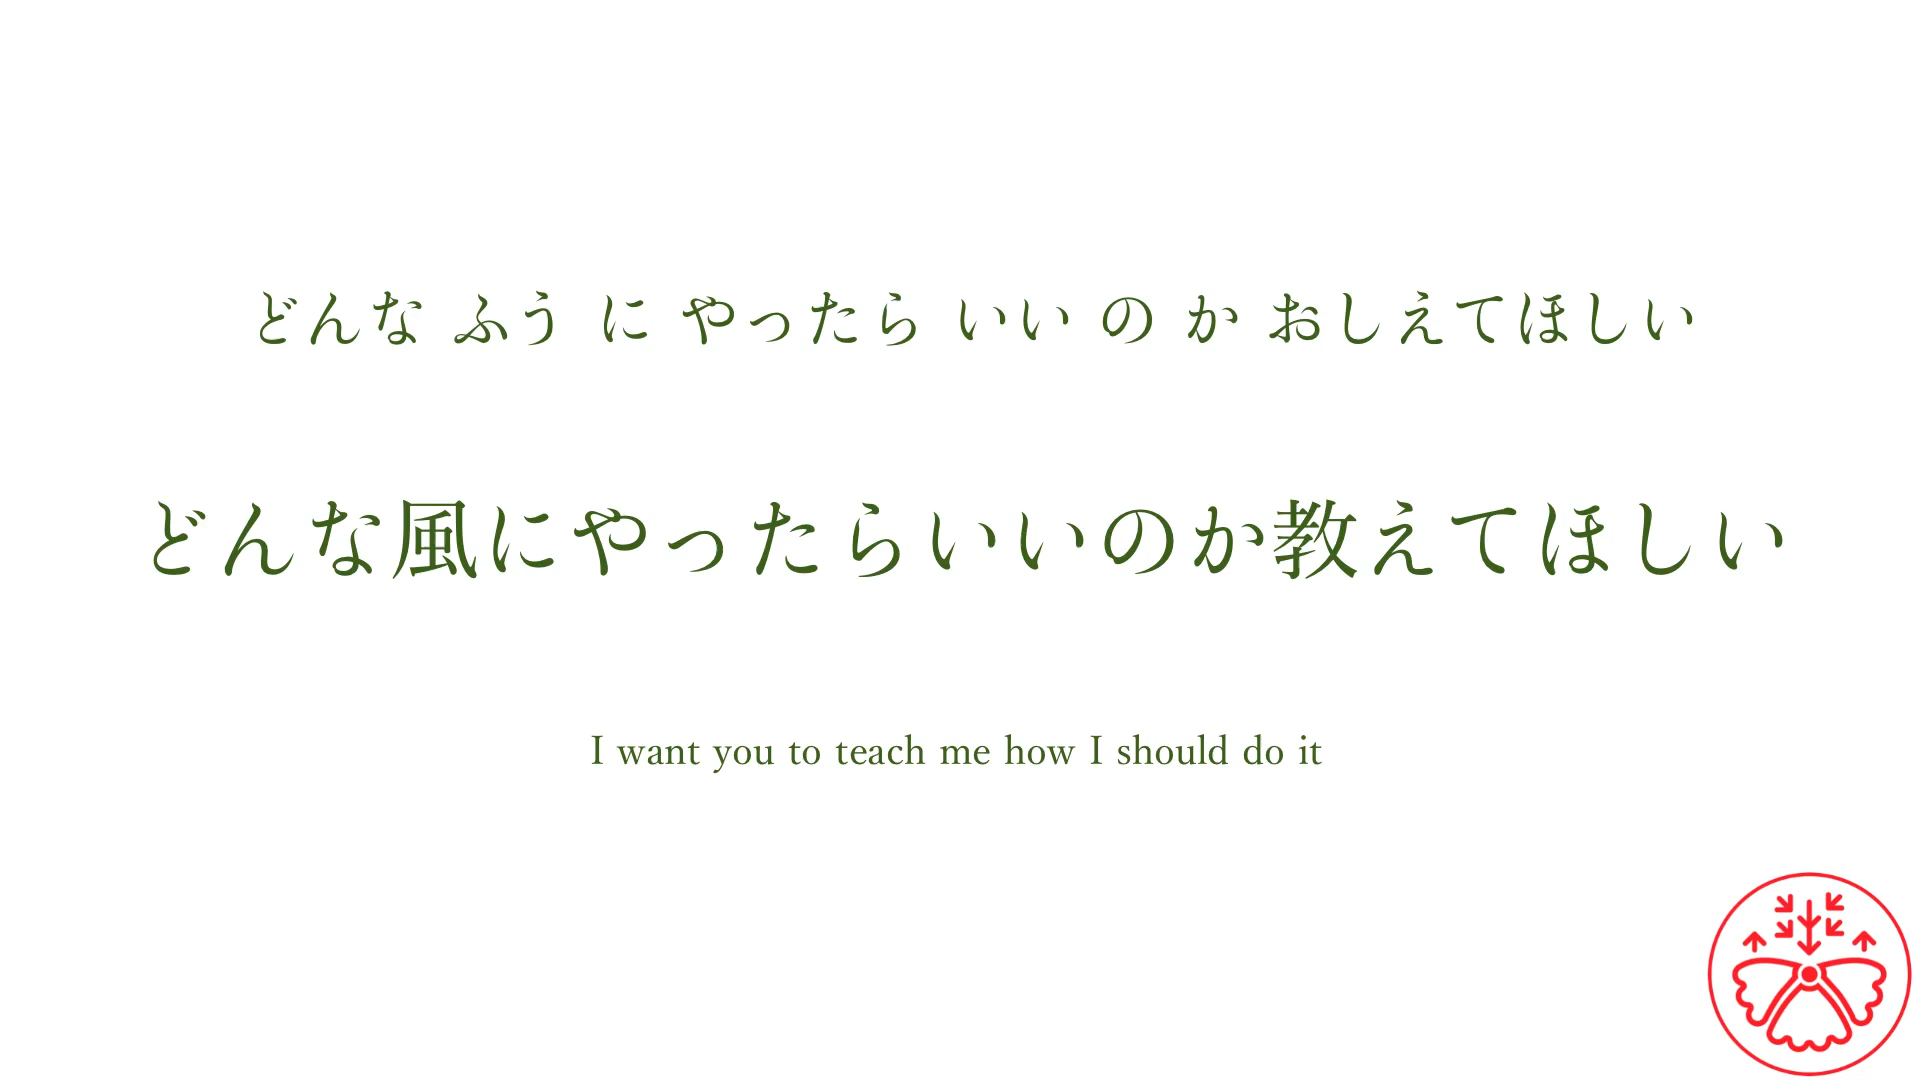 どんな ふう に やったら いい の か おしえてほしい
どんな風にやったらいいのか教えてほしい
I want you to teach me how I should do it